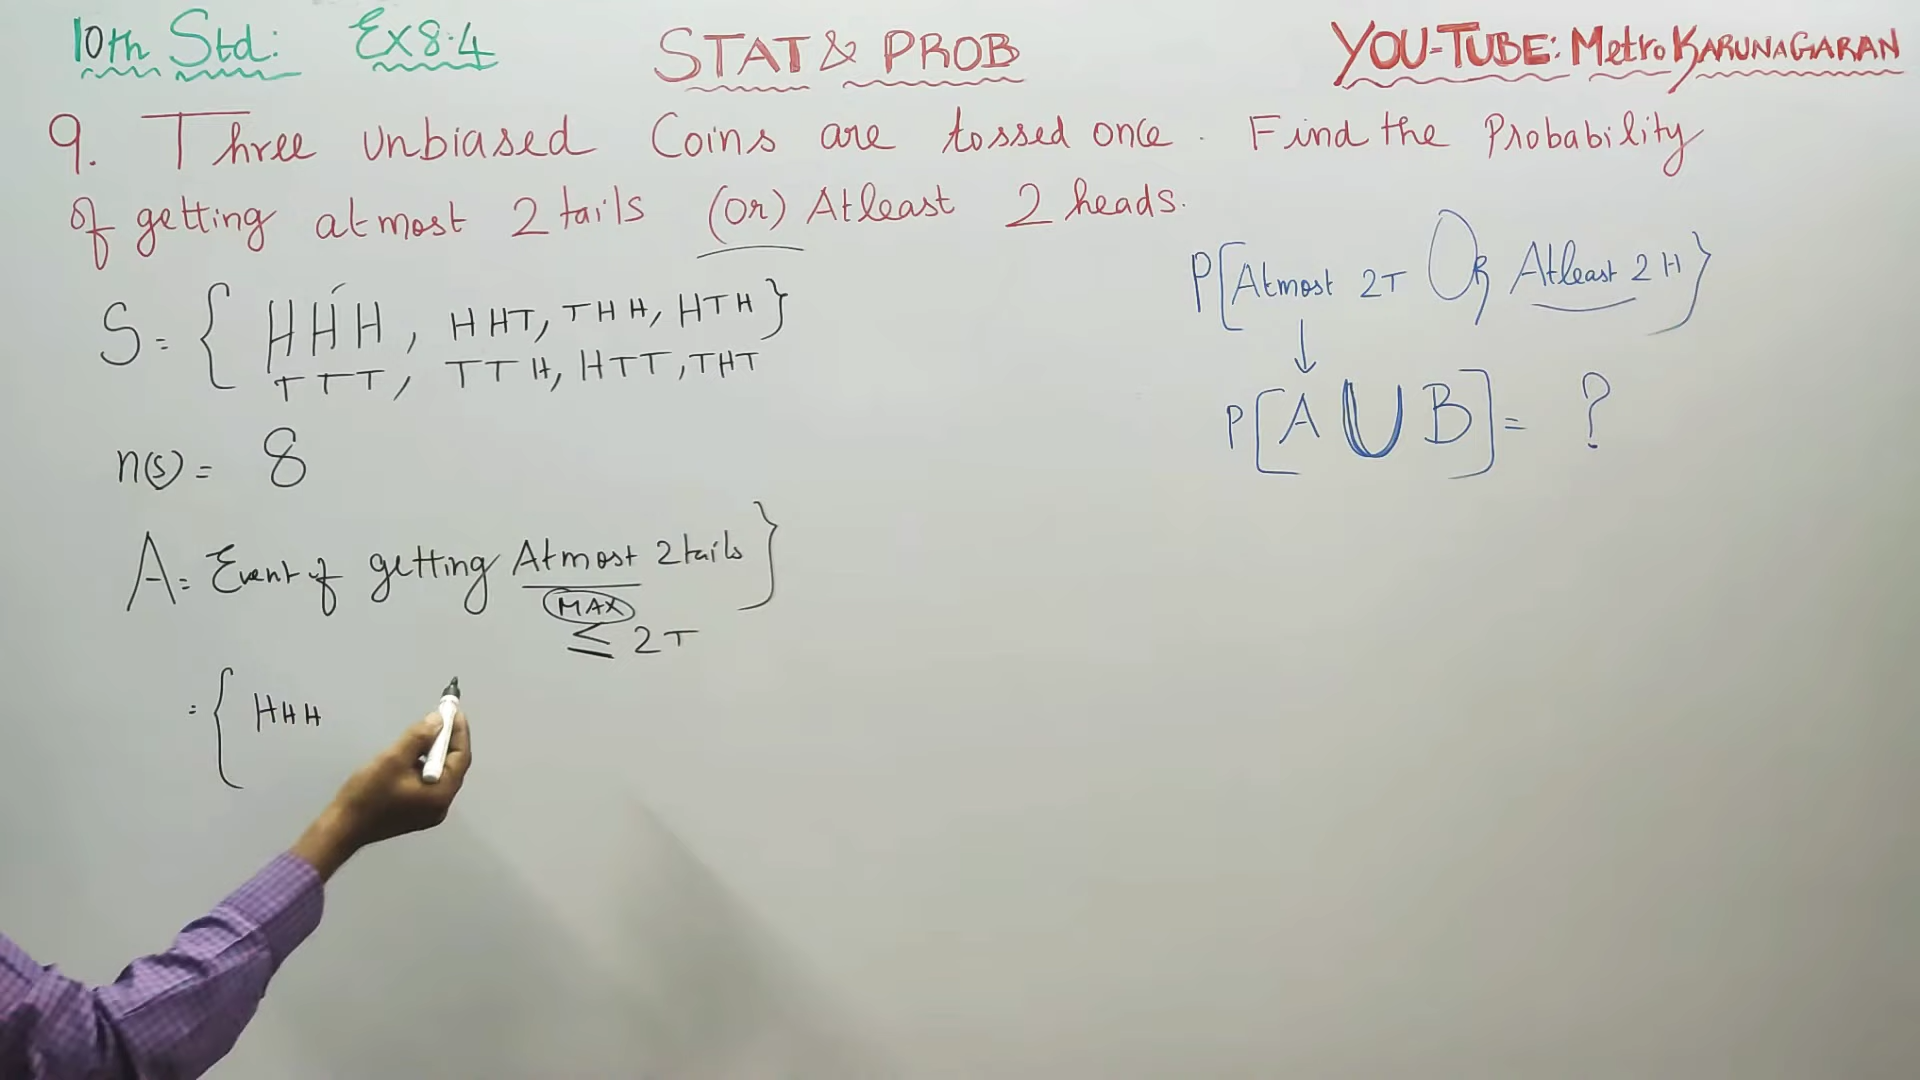 10th Std: Ex 8.4 STAT & PROB YOU-TUBE: Metro KARUNAGARAN
9. Three unbiased Coins are tossed once. Find the Probability
of getting atmost 2 tails (or) Atleast 2 heads.
P[Atmost 2T OR Atleast 2H}
S = { HHH, HHT, THH, HTH}
TTT, TTH, HTT, THT
P[A ∪ B] = ?
n(s) = 8
A = Event of getting Atmost 2 tails}
MAX
≤ 2T
= { HHH